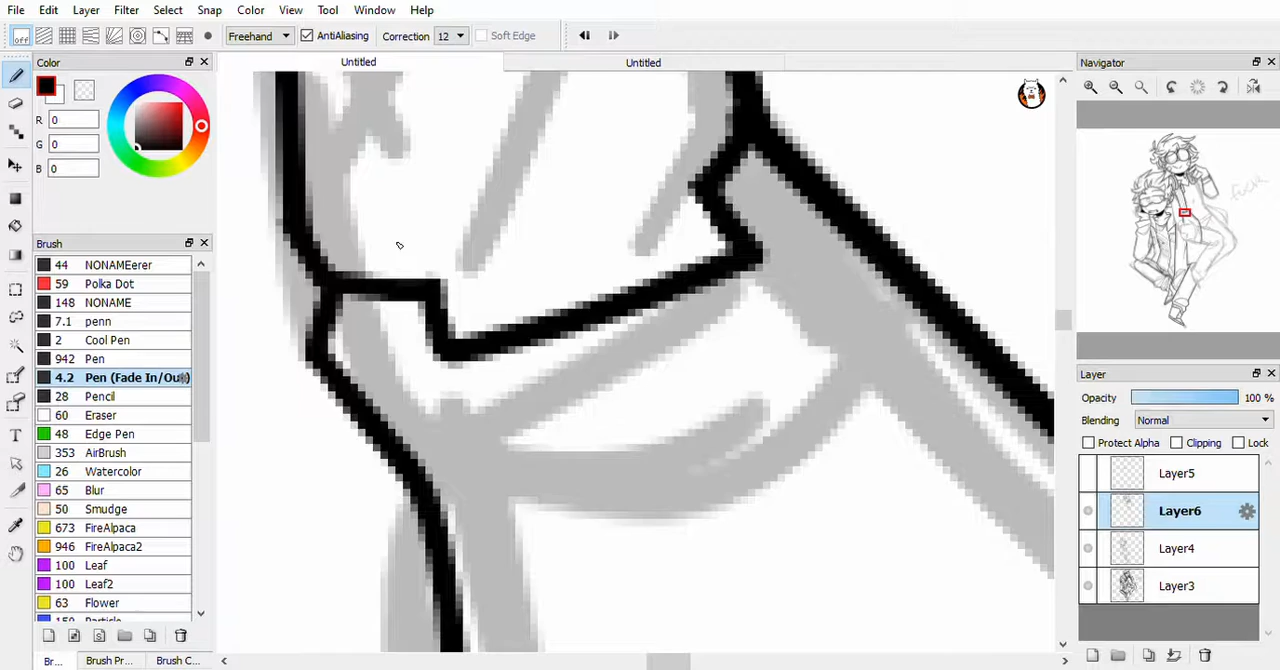 File Edit Layer Filter Select Snap Color View Tool Window Help
off Freehand AntiAliasing Correction 12 Soft Edge
Color
Untitled Untitled
Navigator
R 0
G 0
B 0
Brush
44 NONAMEerer
59 Polka Dot
148 NONAME
7.1 penn
2 Cool Pen
942 Pen
4.2 Pen (Fade In/Out)
28 Pencil
60 Eraser
48 Edge Pen
353 AirBrush
26 Watercolor
65 Blur
50 Smudge
673 FireAlpaca
946 FireAlpaca2
100 Leaf
100 Leaf2
63 Flower
150 Particle
Br... Brush Pr... Brush C...
Layer
Opacity 100 %
Blending Normal
Protect Alpha Clipping Lock
Layer5
Layer6
Layer4
Layer3